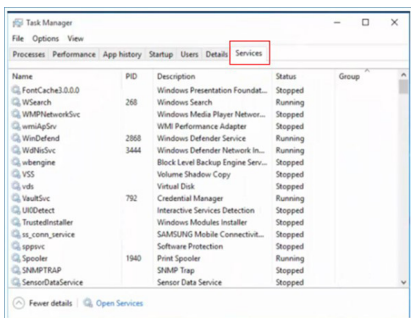 Task Manager
File Options View
Processes Performance App history Startup Users Details Services
Name PID Description Status Group
FontCache3.0.0.0 Windows Presentation Foundat... Stopped
WSearch 268 Windows Search Running
WMPNetworkSvc Windows Media Player Networ... Stopped
wmiApSrv WMI Performance Adapter Stopped
WinDefend 2868 Windows Defender Service Running
WdNisSvc 3444 Windows Defender Network In... Running
wbengine Block Level Backup Engine Serv... Stopped
VSS Volume Shadow Copy Stopped
vds Virtual Disk Stopped
VaultSvc 792 Credential Manager Running
UI0Detect Interactive Services Detection Stopped
TrustedInstaller Windows Modules Installer Stopped
ss_conn_service SAMSUNG Mobile Connectivit... Stopped
sppsvc Software Protection Stopped
Spooler 1940 Print Spooler Running
SNMPTRAP SNMP Trap Stopped
SensorDataService Sensor Data Service Stopped
Fewer details Open Services